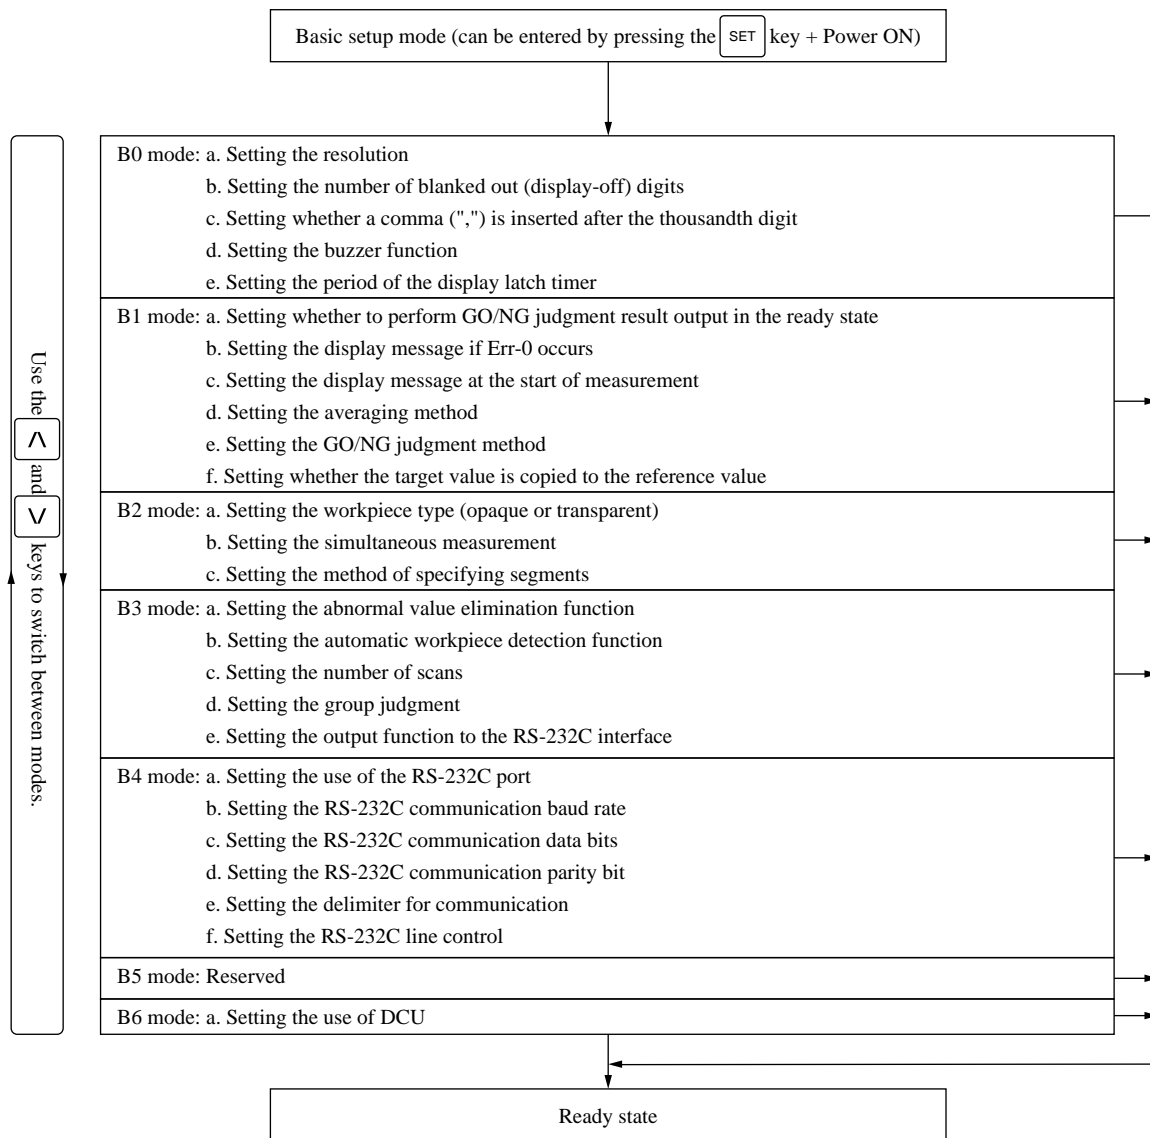 Basic setup mode (can be entered by pressing the SET key + Power ON)
B0 mode: a. Setting the resolution
b. Setting the number of blanked out (display-off) digits
c. Setting whether a comma (",") is inserted after the thousandth digit
d. Setting the buzzer function
e. Setting the period of the display latch timer
B1 mode: a. Setting whether to perform GO/NG judgment result output in the ready state
b. Setting the display message if Err-0 occurs
c. Setting the display message at the start of measurement
d. Setting the averaging method
e. Setting the GO/NG judgment method
f. Setting whether the target value is copied to the reference value
B2 mode: a. Setting the workpiece type (opaque or transparent)
b. Setting the simultaneous measurement
c. Setting the method of specifying segments
B3 mode: a. Setting the abnormal value elimination function
b. Setting the automatic workpiece detection function
c. Setting the number of scans
d. Setting the group judgment
e. Setting the output function to the RS-232C interface
B4 mode: a. Setting the use of the RS-232C port
b. Setting the RS-232C communication baud rate
c. Setting the RS-232C communication data bits
d. Setting the RS-232C communication parity bit
e. Setting the delimiter for communication
f. Setting the RS-232C line control
B5 mode: Reserved
B6 mode: a. Setting the use of DCU
Use the ∧ and ∨ keys to switch between modes.
Ready state